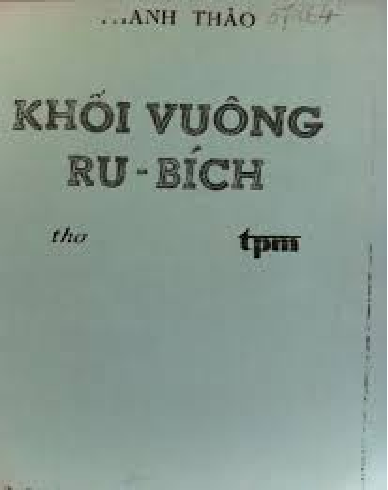 ...ANH THẢO
KHỐI VUÔNG
RU-BÍCH
thơ tpm